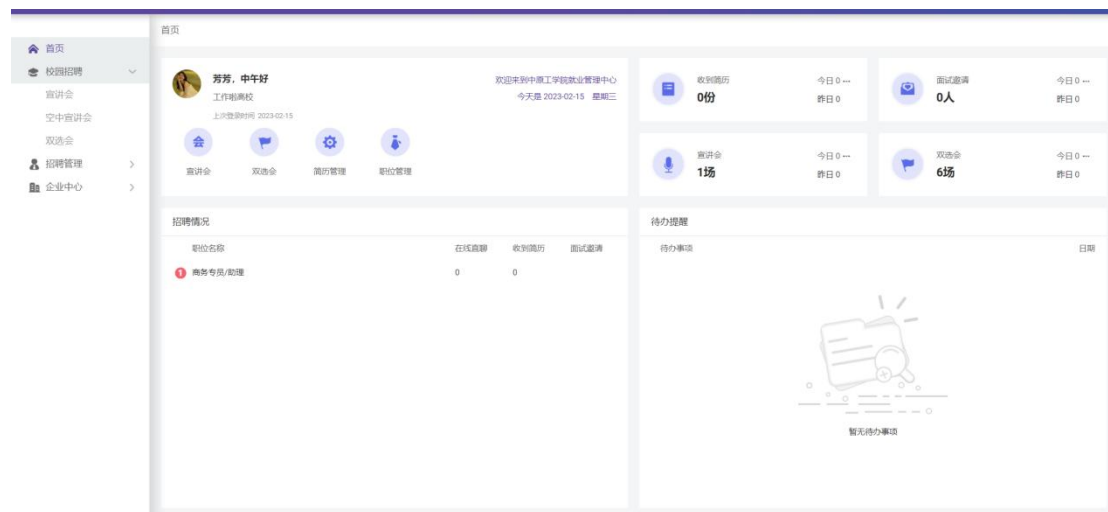 首页
首页
校园招聘
宣讲会
空中宣讲会
双选会
招聘管理
企业中心
芳芳，中午好
工作啦高校
上次登录时间 2023-02-15
欢迎来到中原工学院就业管理中心
今天是 2023-02-15 星期三
会
宣讲会 双选会 简历管理 职位管理
收到简历 今日 0 ---
0份 昨日 0
面试邀请 今日 0 ---
0人 昨日 0
宣讲会 今日 0 ---
1场 昨日 0
双选会 今日 0 ---
6场 昨日 0
招聘情况
职位名称 在线直聊 收到简历 面试邀请
1 商务专员/助理 0 0
待办提醒
待办事项 日期
暂无待办事项